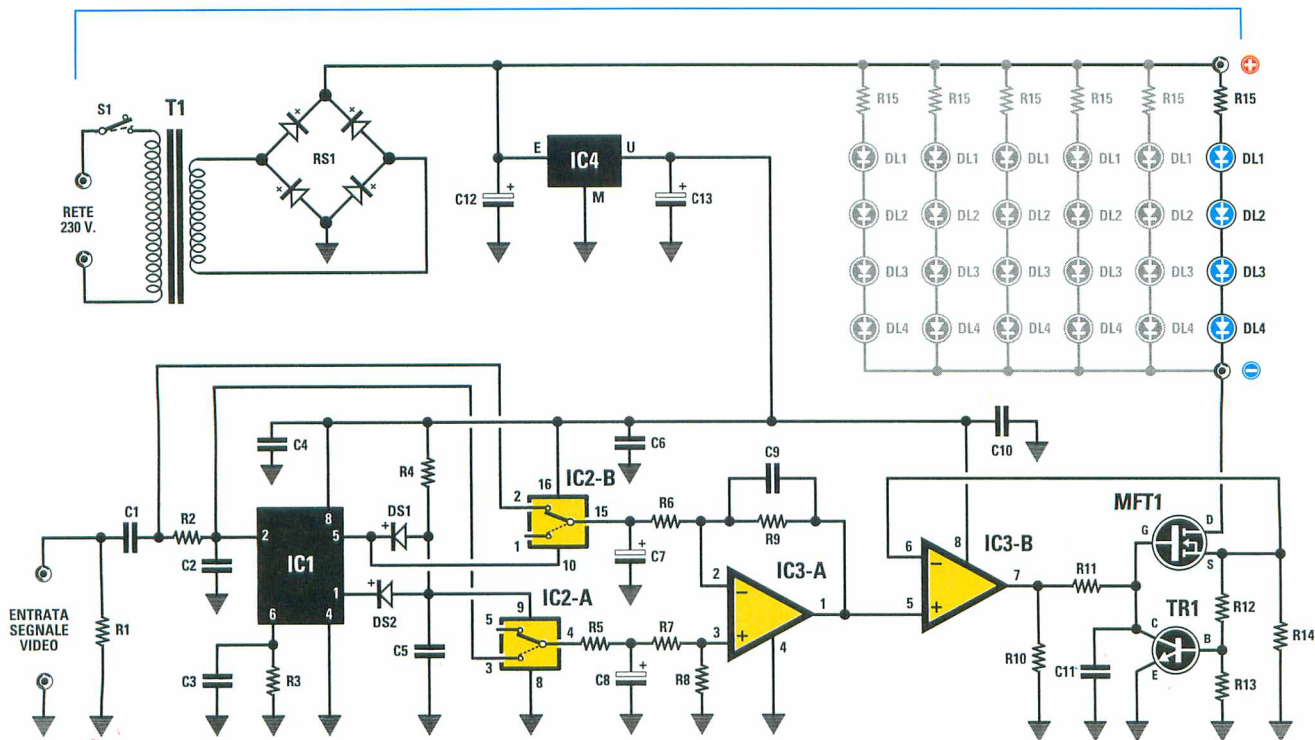 S1
T1
RS1
RETE
230 V.
E
IC4
U
M
C12
+
C13
+
R15 R15 R15 R15 R15 R15
DL1 DL1 DL1 DL1 DL1 DL1
DL2 DL2 DL2 DL2 DL2 DL2
DL3 DL3 DL3 DL3 DL3 DL3
DL4 DL4 DL4 DL4 DL4 DL4
+
−
C4
R4
C6
C10
C9
R9
IC2-B
16
2
1
15
10
R6
C7
+
C1
R2
C2
2
8
5
1
6
4
IC1
DS1
+
DS2
+
C5
IC2-A
9
5
3
4
8
R5
C8
+
R7
R8
IC3-A
2
−
3
+
1
4
IC3-B
6
−
5
+
8
7
R10
R11
C11
MFT1
G
D
S
TR1
C
B
E
R12
R13
R14
ENTRATA
SEGNALE
VIDEO
R1
C3
R3